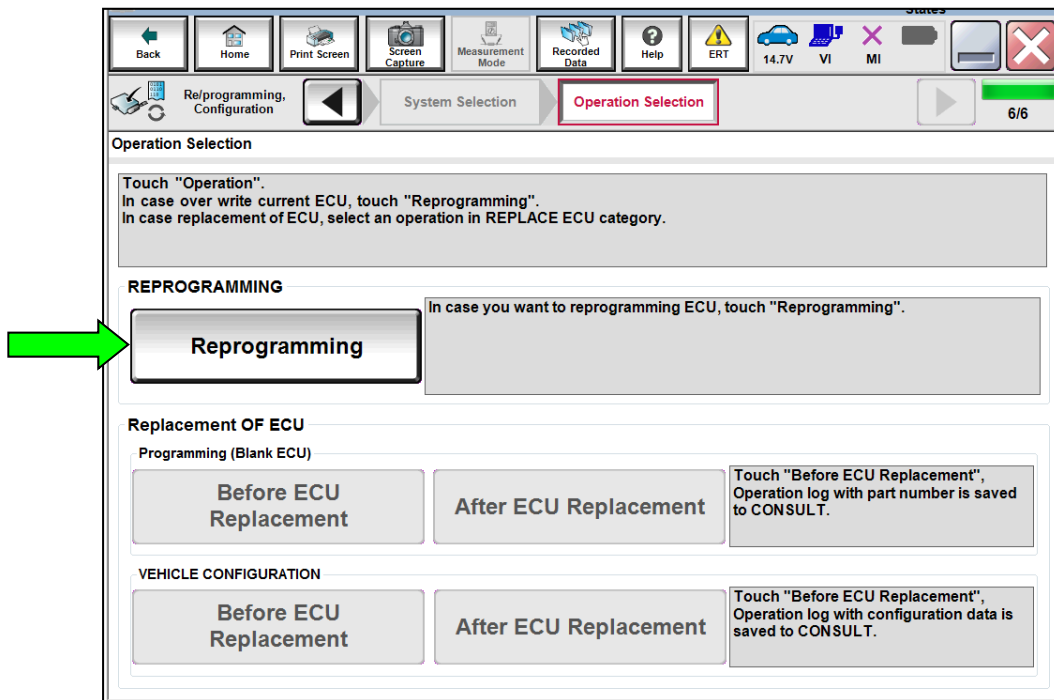 States
Back
Home
Print Screen
Screen
Capture
Measurement
Mode
Recorded
Data
Help
ERT
14.7V
VI
MI
Re/programming,
Configuration
System Selection
Operation Selection
6/6
Operation Selection
Touch "Operation".
In case over write current ECU, touch "Reprogramming".
In case replacement of ECU, select an operation in REPLACE ECU category.
REPROGRAMMING
Reprogramming
In case you want to reprogramming ECU, touch "Reprogramming".
Replacement OF ECU
Programming (Blank ECU)
Before ECU
Replacement
After ECU Replacement
Touch "Before ECU Replacement",
Operation log with part number is saved
to CONSULT.
VEHICLE CONFIGURATION
Before ECU
Replacement
After ECU Replacement
Touch "Before ECU Replacement",
Operation log with configuration data is
saved to CONSULT.